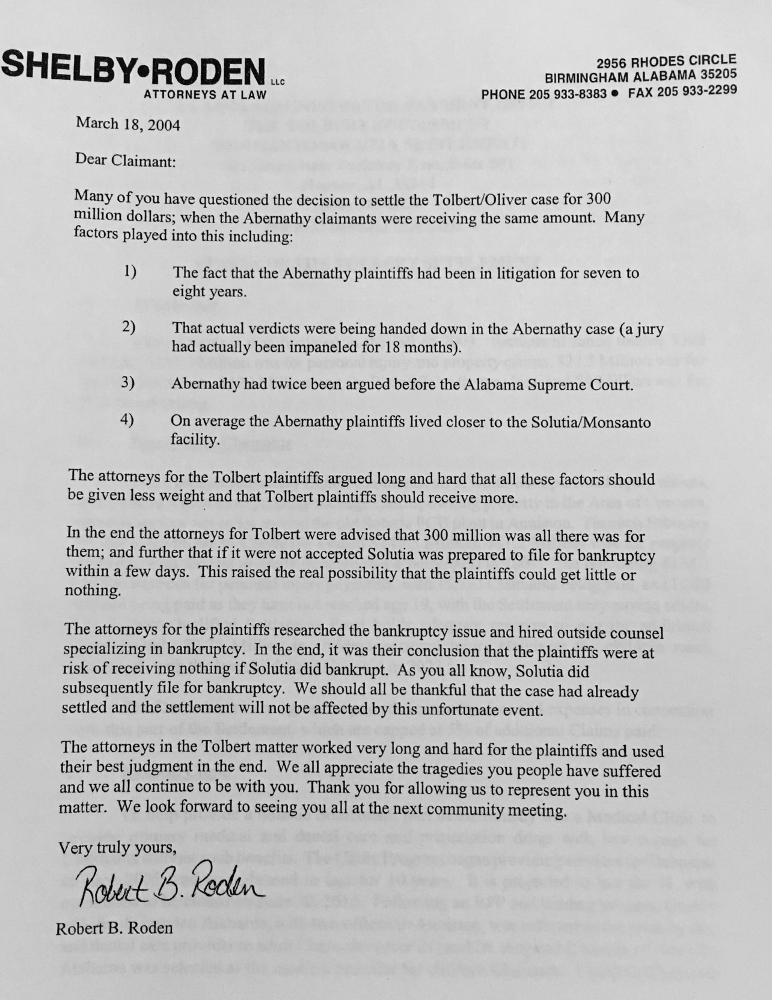 SHELBY•RODEN LLC
ATTORNEYS AT LAW
2956 RHODES CIRCLE
BIRMINGHAM ALABAMA 35205
PHONE 205 933-8383 ● FAX 205 933-2299
March 18, 2004
Dear Claimant:
Many of you have questioned the decision to settle the Tolbert/Oliver case for 300
million dollars; when the Abernathy claimants were receiving the same amount. Many
factors played into this including:
1) The fact that the Abernathy plaintiffs had been in litigation for seven to
eight years.
2) That actual verdicts were being handed down in the Abernathy case (a jury
had actually been impaneled for 18 months).
3) Abernathy had twice been argued before the Alabama Supreme Court.
4) On average the Abernathy plaintiffs lived closer to the Solutia/Monsanto
facility.
The attorneys for the Tolbert plaintiffs argued long and hard that all these factors should
be given less weight and that Tolbert plaintiffs should receive more.
In the end the attorneys for Tolbert were advised that 300 million was all there was for
them; and further that if it were not accepted Solutia was prepared to file for bankruptcy
within a few days. This raised the real possibility that the plaintiffs could get little or
nothing.
The attorneys for the plaintiffs researched the bankruptcy issue and hired outside counsel
specializing in bankruptcy. In the end, it was their conclusion that the plaintiffs were at
risk of receiving nothing if Solutia did bankrupt. As you all know, Solutia did
subsequently file for bankruptcy. We should all be thankful that the case had already
settled and the settlement will not be affected by this unfortunate event.
The attorneys in the Tolbert matter worked very long and hard for the plaintiffs and used
their best judgment in the end. We all appreciate the tragedies you people have suffered
and we all continue to be with you. Thank you for allowing us to represent you in this
matter. We look forward to seeing you all at the next community meeting.
Very truly yours,
Robert B. Roden
Robert B. Roden